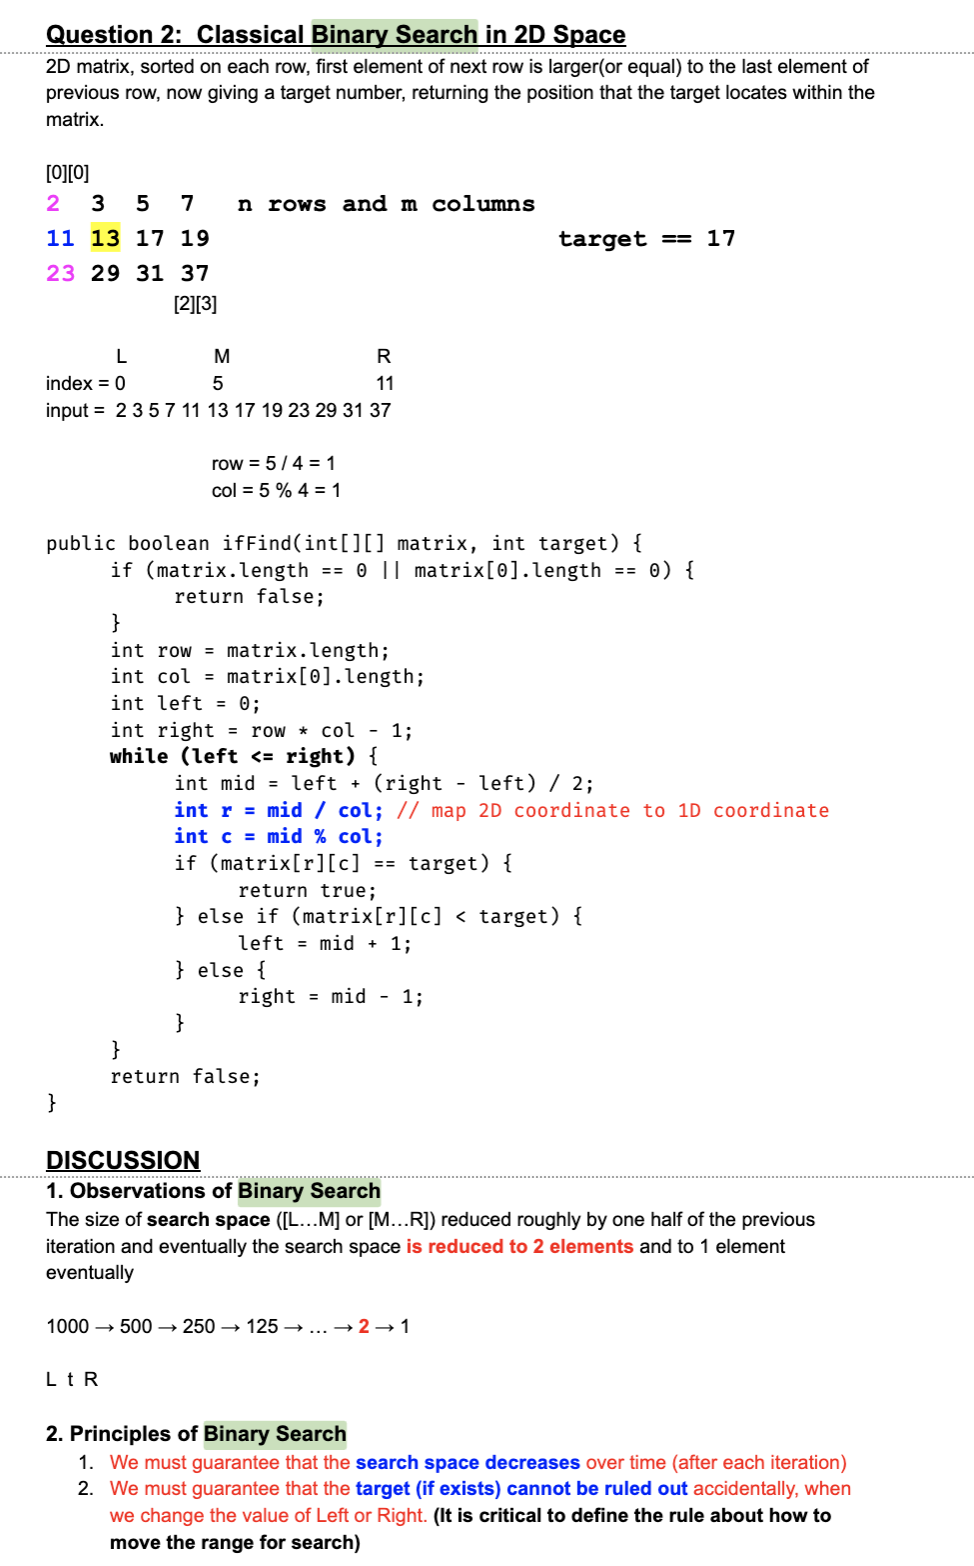 Question 2:  Classical Binary Search in 2D Space
2D matrix, sorted on each row, first element of next row is larger(or equal) to the last element of
previous row, now giving a target number, returning the position that the target locates within the
matrix.
[0][0]
2 3 5 7 n rows and m columns
11 13 17 19 target == 17
23 29 31 37
[2][3]
L M R
index = 0 5 11
input =  2 3 5 7 11 13 17 19 23 29 31 37
row = 5 / 4 = 1
col = 5 % 4 = 1
public boolean ifFind(int[][] matrix, int target) {
if (matrix.length == 0 || matrix[0].length == 0) {
return false;
}
int row = matrix.length;
int col = matrix[0].length;
int left = 0;
int right = row * col - 1;
while (left <= right) {
int mid = left + (right - left) / 2;
int r = mid / col; // map 2D coordinate to 1D coordinate
int c = mid % col;
if (matrix[r][c] == target) {
return true;
} else if (matrix[r][c] < target) {
left = mid + 1;
} else {
right = mid - 1;
}
}
return false;
}
DISCUSSION
1. Observations of Binary Search
The size of search space ([L…M] or [M…R]) reduced roughly by one half of the previous
iteration and eventually the search space is reduced to 2 elements and to 1 element
eventually
1000 → 500 → 250 → 125 → … → 2 → 1
L t R
2. Principles of Binary Search
1. We must guarantee that the search space decreases over time (after each iteration)
2. We must guarantee that the target (if exists) cannot be ruled out accidentally, when
we change the value of Left or Right. (It is critical to define the rule about how to
move the range for search)